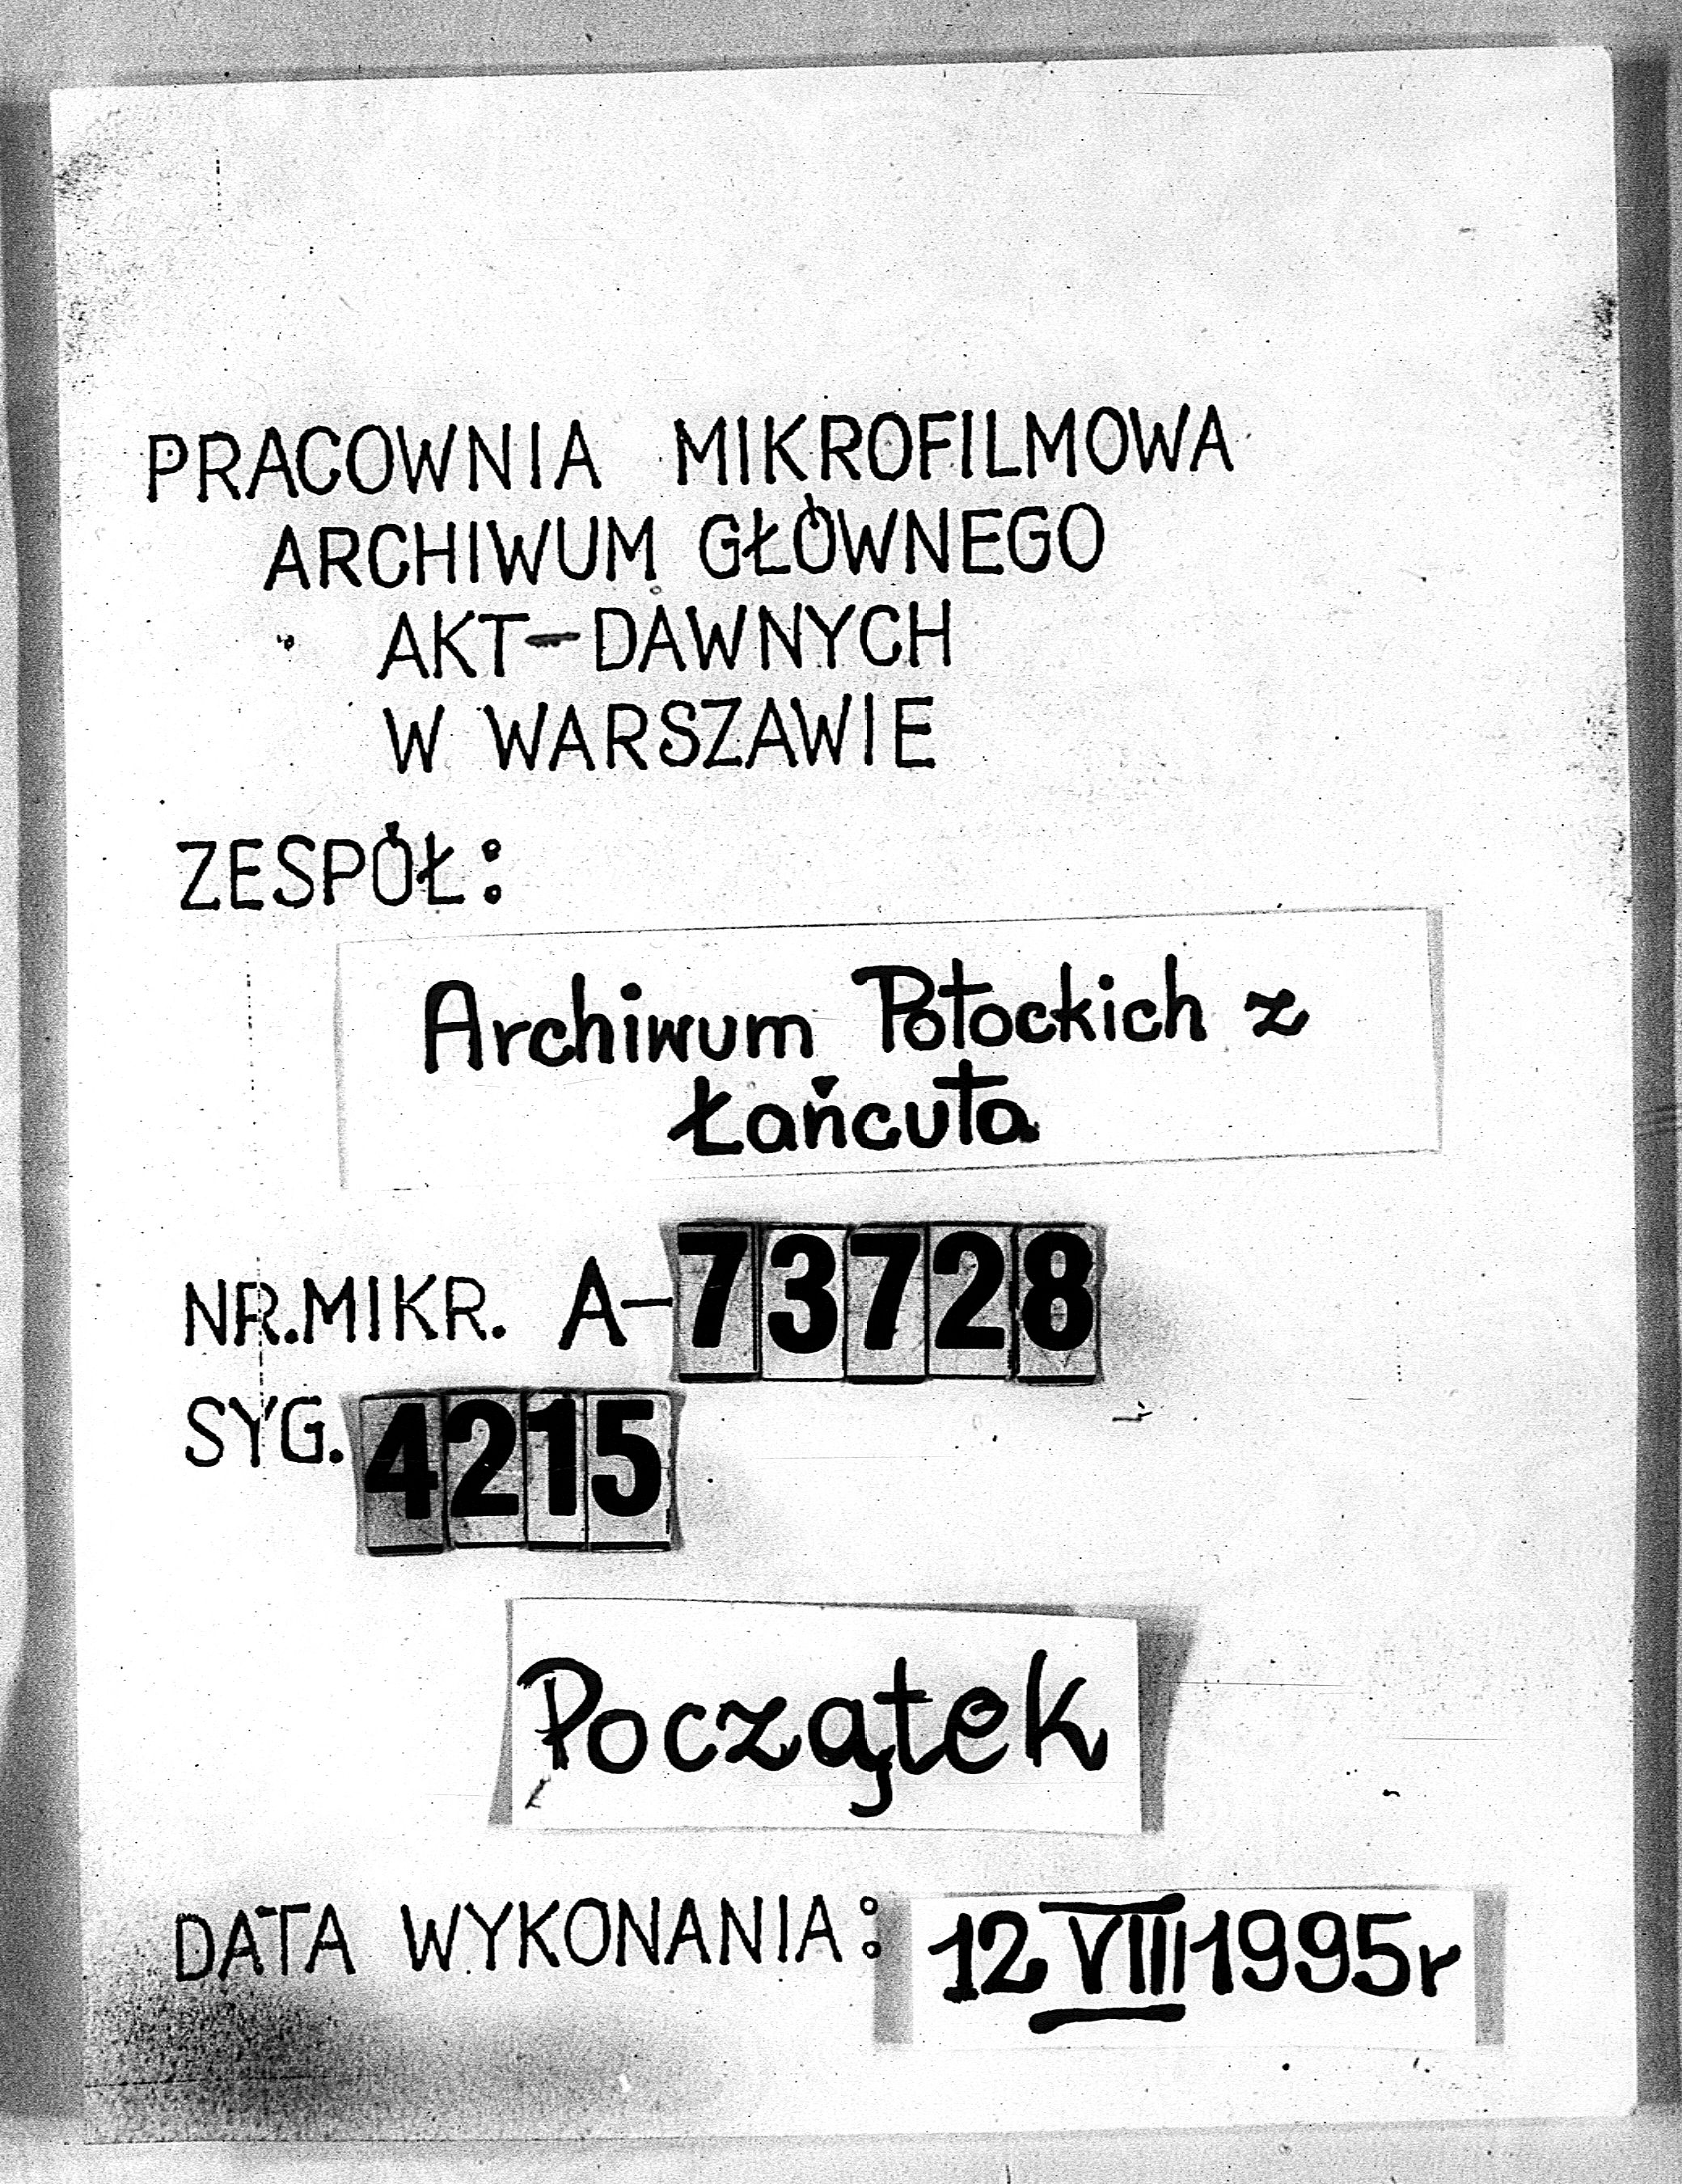 PRACOWNIA MIKROFILMOWA
ARCHIWUM GŁÓWNEGO
AKT-DAWNYCH
W WARSZAWIE
ZESPÓŁ:
Archiwum Potockich z
Łańcuta
NR.MIKR. A-73728
SYG. 4215
Początek
DATA WYKONANIA: 12 VIII 1995r